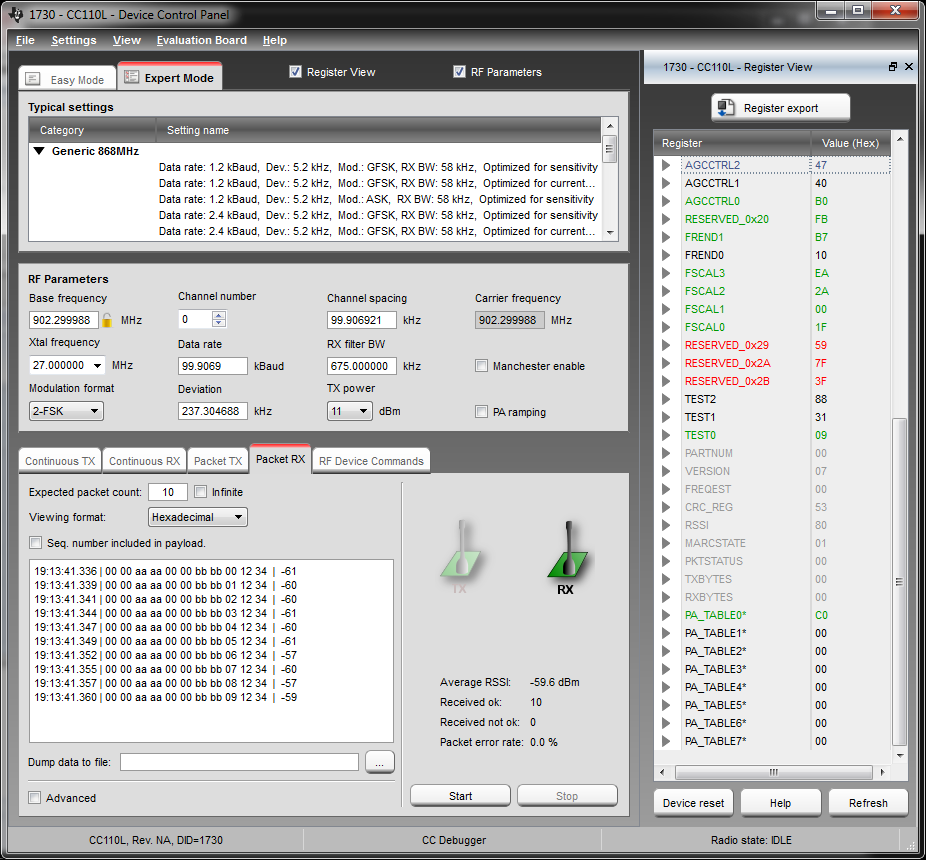 1730 - CC110L - Device Control Panel
File Settings View Evaluation Board Help
Easy Mode
Expert Mode
Register View
RF Parameters
Typical settings
Category Setting name
Generic 868MHz
Data rate: 1.2 kBaud, Dev.: 5.2 kHz, Mod.: GFSK, RX BW: 58 kHz, Optimized for sensitivity
Data rate: 1.2 kBaud, Dev.: 5.2 kHz, Mod.: GFSK, RX BW: 58 kHz, Optimized for current...
Data rate: 1.2 kBaud, Mod.: ASK, RX BW: 58 kHz, Optimized for sensitivity
Data rate: 2.4 kBaud, Dev.: 5.2 kHz, Mod.: GFSK, RX BW: 58 kHz, Optimized for sensitivity
Data rate: 2.4 kBaud, Dev.: 5.2 kHz, Mod.: GFSK, RX BW: 58 kHz, Optimized for current...
RF Parameters
Base frequency Channel number Channel spacing Carrier frequency
902.299988 MHz 0 99.906921 kHz 902.299988 MHz
Xtal frequency Data rate RX filter BW
27.000000 MHz 99.9069 kBaud 675.000000 kHz Manchester enable
Modulation format Deviation TX power
2-FSK 237.304688 kHz 11 dBm PA ramping
Continuous TX Continuous RX Packet TX Packet RX RF Device Commands
Expected packet count: 10 Infinite
Viewing format: Hexadecimal
Seq. number included in payload.
19:13:41.336 | 00 00 aa aa 00 00 bb bb 00 12 34 | -61
19:13:41.339 | 00 00 aa aa 00 00 bb bb 01 12 34 | -60
19:13:41.341 | 00 00 aa aa 00 00 bb bb 02 12 34 | -60
19:13:41.344 | 00 00 aa aa 00 00 bb bb 03 12 34 | -61
19:13:41.347 | 00 00 aa aa 00 00 bb bb 04 12 34 | -60
19:13:41.349 | 00 00 aa aa 00 00 bb bb 05 12 34 | -61
19:13:41.352 | 00 00 aa aa 00 00 bb bb 06 12 34 | -57
19:13:41.355 | 00 00 aa aa 00 00 bb bb 07 12 34 | -60
19:13:41.357 | 00 00 aa aa 00 00 bb bb 08 12 34 | -57
19:13:41.360 | 00 00 aa aa 00 00 bb bb 09 12 34 | -59
Dump data to file: ...
Advanced
TX
RX
Average RSSI: -59.6 dBm
Received ok: 10
Received not ok: 0
Packet error rate: 0.0 %
Start Stop
1730 - CC110L - Register View
Register export
Register Value (Hex)
AGCCTRL2 47
AGCCTRL1 40
AGCCTRL0 B0
RESERVED_0x20 FB
FREND1 B7
FREND0 10
FSCAL3 EA
FSCAL2 2A
FSCAL1 00
FSCAL0 1F
RESERVED_0x29 59
RESERVED_0x2A 7F
RESERVED_0x2B 3F
TEST2 88
TEST1 31
TEST0 09
PARTNUM 00
VERSION 07
FREQEST 00
CRC_REG 53
RSSI 80
MARCSTATE 01
PKTSTATUS 00
TXBYTES 00
RXBYTES 00
PA_TABLE0* C0
PA_TABLE1* 00
PA_TABLE2* 00
PA_TABLE3* 00
PA_TABLE4* 00
PA_TABLE5* 00
PA_TABLE6* 00
PA_TABLE7* 00
Device reset Help Refresh
CC110L, Rev. NA, DID=1730 CC Debugger Radio state: IDLE